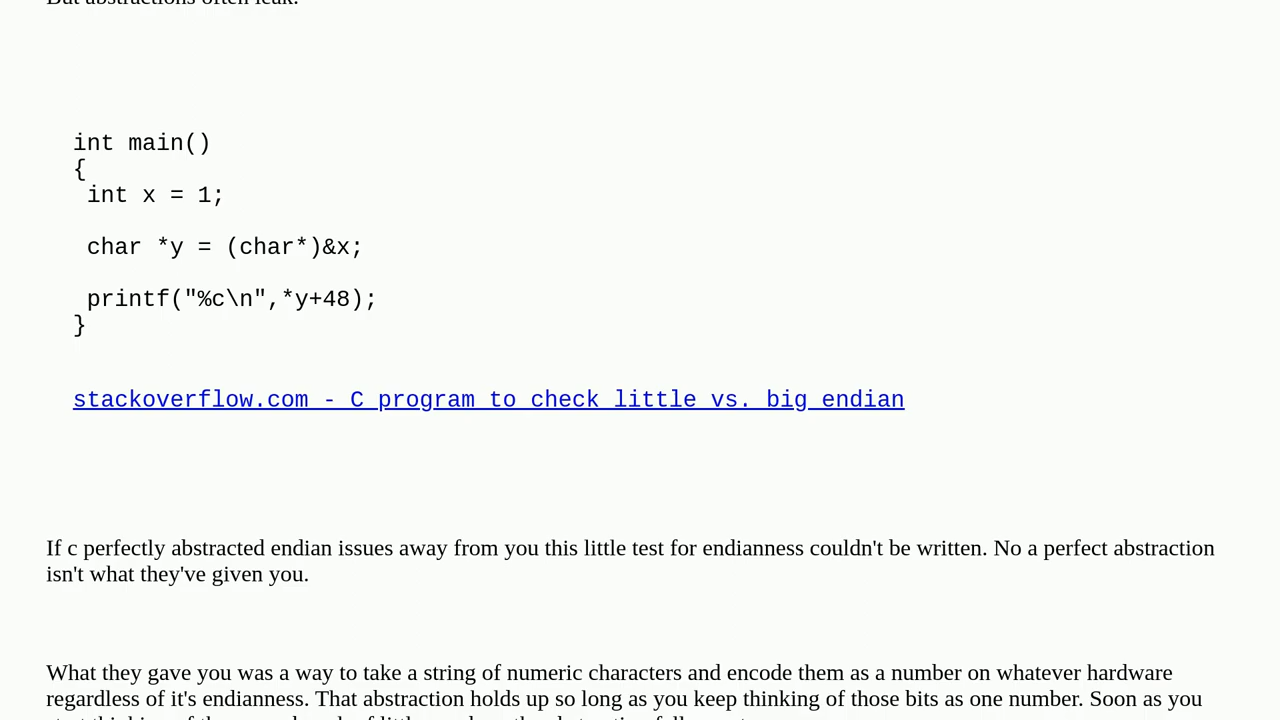 But abstractions often leak.
int main()
{
 int x = 1;
 char *y = (char*)&x;
 printf("%c\n",*y+48);
}
stackoverflow.com - C program to check little vs. big endian
If c perfectly abstracted endian issues away from you this little test for endianness couldn't be written. No a perfect abstraction
isn't what they've given you.
What they gave you was a way to take a string of numeric characters and encode them as a number on whatever hardware
regardless of it's endianness. That abstraction holds up so long as you keep thinking of those bits as one number. Soon as you